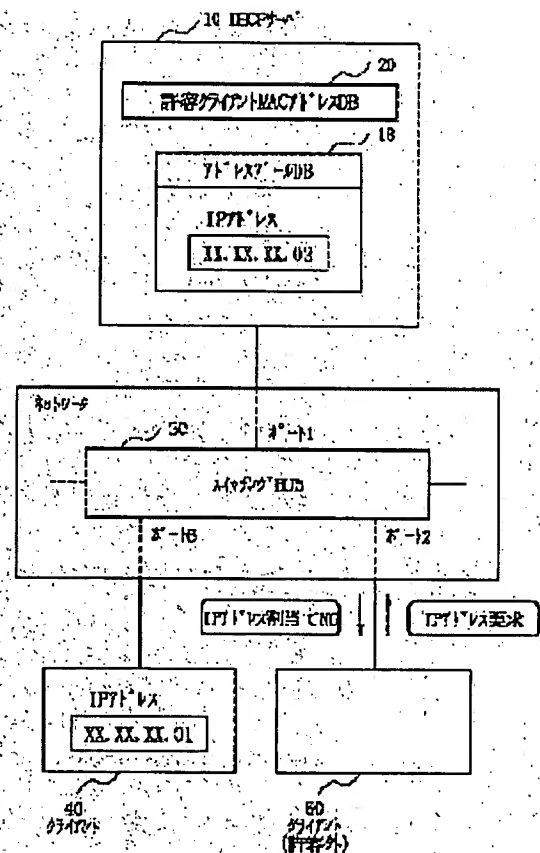 10 DHCPサーバ
20
許容クライアントMACアドレスDB
18
アドレスプールDB
IPアドレス
XX.XX.XX.03
ネットワーク
30
ポート1
スイッチングHUB
ポート3
ポート2
IPアドレス割当てNG
IPアドレス要求
IPアドレス
XX.XX.XX.01
40
クライアント
60
クライアント
(許容外)